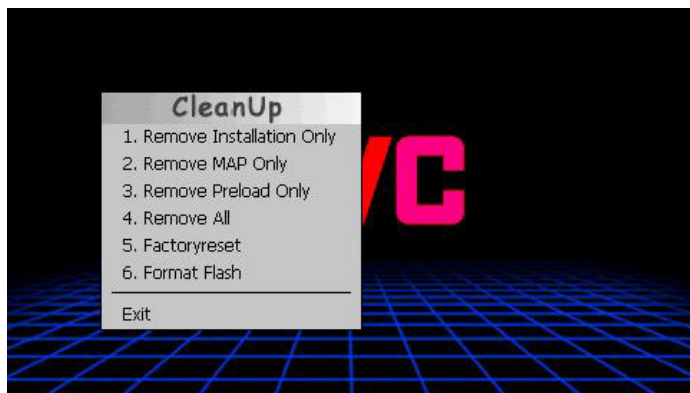 CleanUp
1. Remove Installation Only
2. Remove MAP Only
3. Remove Preload Only
4. Remove All
5. Factoryreset
6. Format Flash
Exit
C